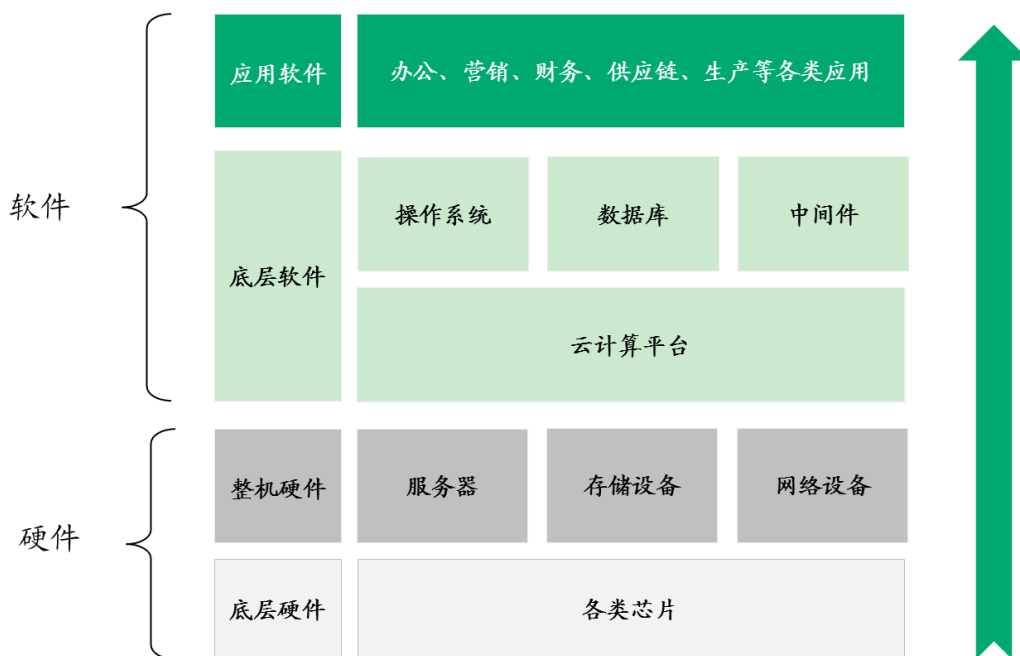 应用软件
办公、营销、财务、供应链、生产等各类应用
软件
底层软件
操作系统
数据库
中间件
云计算平台
硬件
整机硬件
服务器
存储设备
网络设备
底层硬件
各类芯片